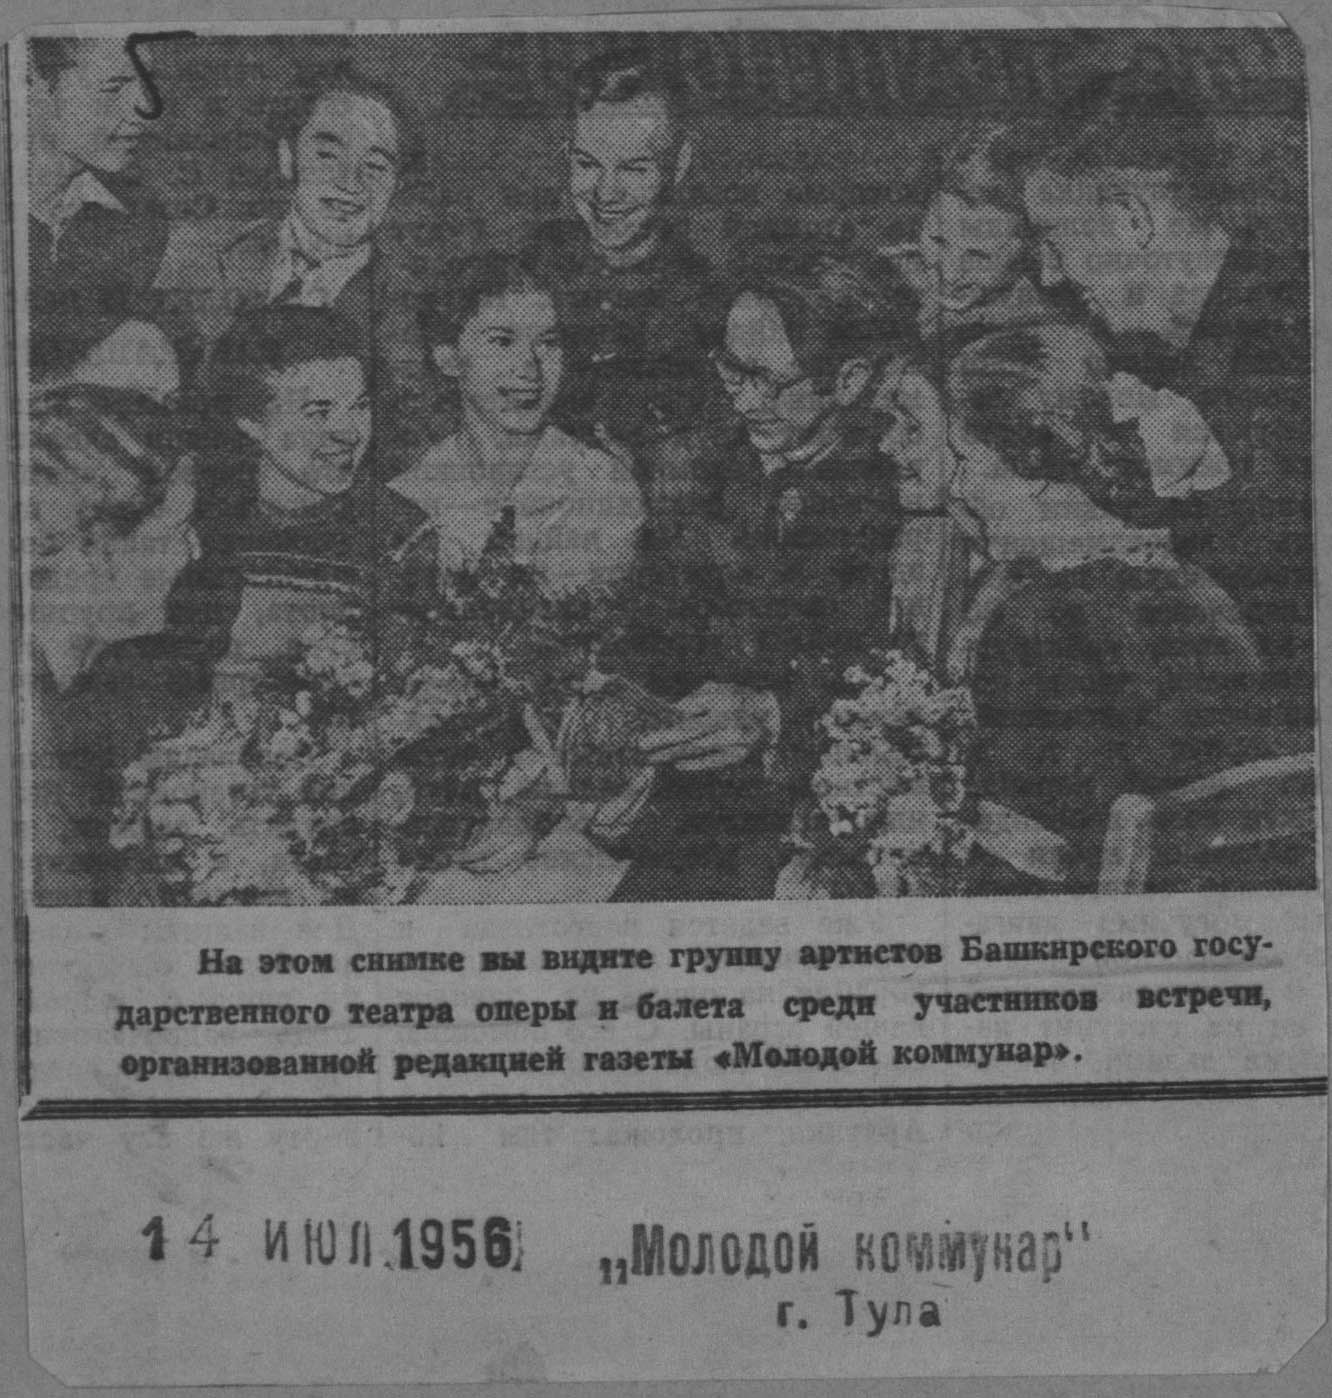 На этом снимке вы видите группу артистов Башкирского госу-
дарственного театра оперы и балета среди участников встречи,
организованной редакцией газеты «Молодой коммунар».
14 ИЮЛ.1956 „Молодой коммунар“
г. Тула